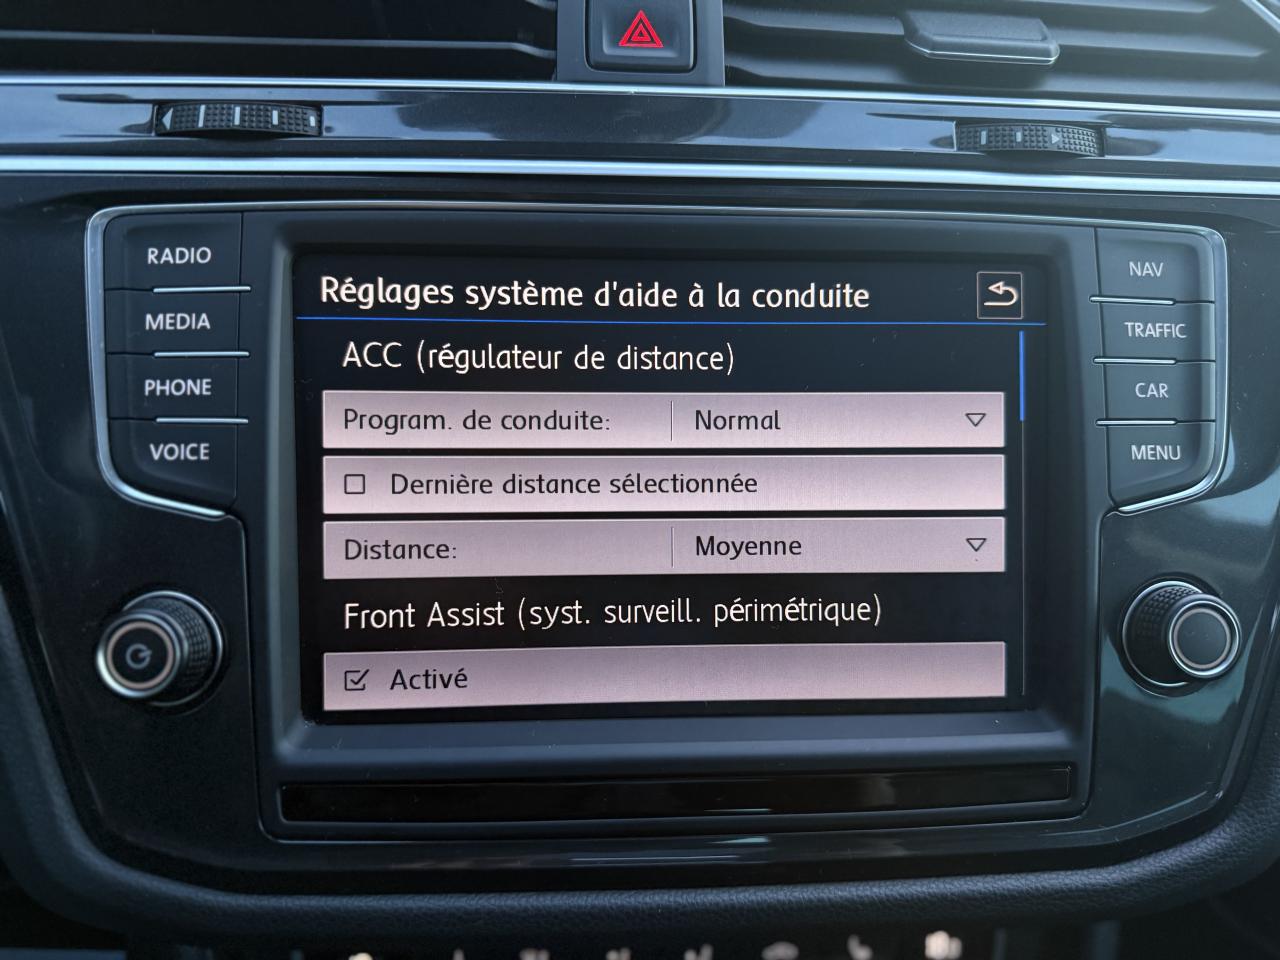 RADIO
MEDIA
PHONE
VOICE
Réglages système d'aide à la conduite
ACC (régulateur de distance)
Program. de conduite: Normal
Dernière distance sélectionnée
Distance: Moyenne
Front Assist (syst. surveill. périmétrique)
Activé
NAV
TRAFFIC
CAR
MENU